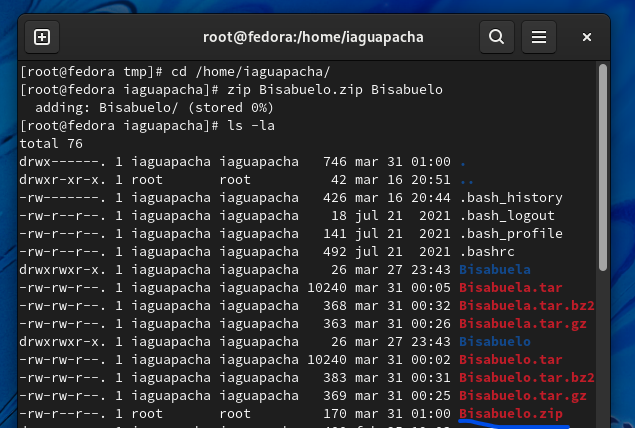 root@fedora:/home/iaguapacha
[root@fedora tmp]# cd /home/iaguapacha/
[root@fedora iaguapacha]# zip Bisabuelo.zip Bisabuelo
  adding: Bisabuelo/ (stored 0%)
[root@fedora iaguapacha]# ls -la
total 76
drwx------. 1 iaguapacha iaguapacha   746 mar 31 01:00 .
drwxr-xr-x. 1 root       root          42 mar 16 20:51 ..
-rw-------. 1 iaguapacha iaguapacha   426 mar 16 20:44 .bash_history
-rw-r--r--. 1 iaguapacha iaguapacha    18 jul 21  2021 .bash_logout
-rw-r--r--. 1 iaguapacha iaguapacha   141 jul 21  2021 .bash_profile
-rw-r--r--. 1 iaguapacha iaguapacha   492 jul 21  2021 .bashrc
drwxrwxr-x. 1 iaguapacha iaguapacha    26 mar 27 23:43 Bisabuela
-rw-rw-r--. 1 iaguapacha iaguapacha 10240 mar 31 00:05 Bisabuela.tar
-rw-rw-r--. 1 iaguapacha iaguapacha   368 mar 31 00:32 Bisabuela.tar.bz2
-rw-rw-r--. 1 iaguapacha iaguapacha   363 mar 31 00:26 Bisabuela.tar.gz
drwxrwxr-x. 1 iaguapacha iaguapacha    26 mar 27 23:43 Bisabuelo
-rw-rw-r--. 1 iaguapacha iaguapacha 10240 mar 31 00:02 Bisabuelo.tar
-rw-rw-r--. 1 iaguapacha iaguapacha   383 mar 31 00:31 Bisabuelo.tar.bz2
-rw-rw-r--. 1 iaguapacha iaguapacha   369 mar 31 00:25 Bisabuelo.tar.gz
-rw-r--r--. 1 root       root         170 mar 31 01:00 Bisabuelo.zip